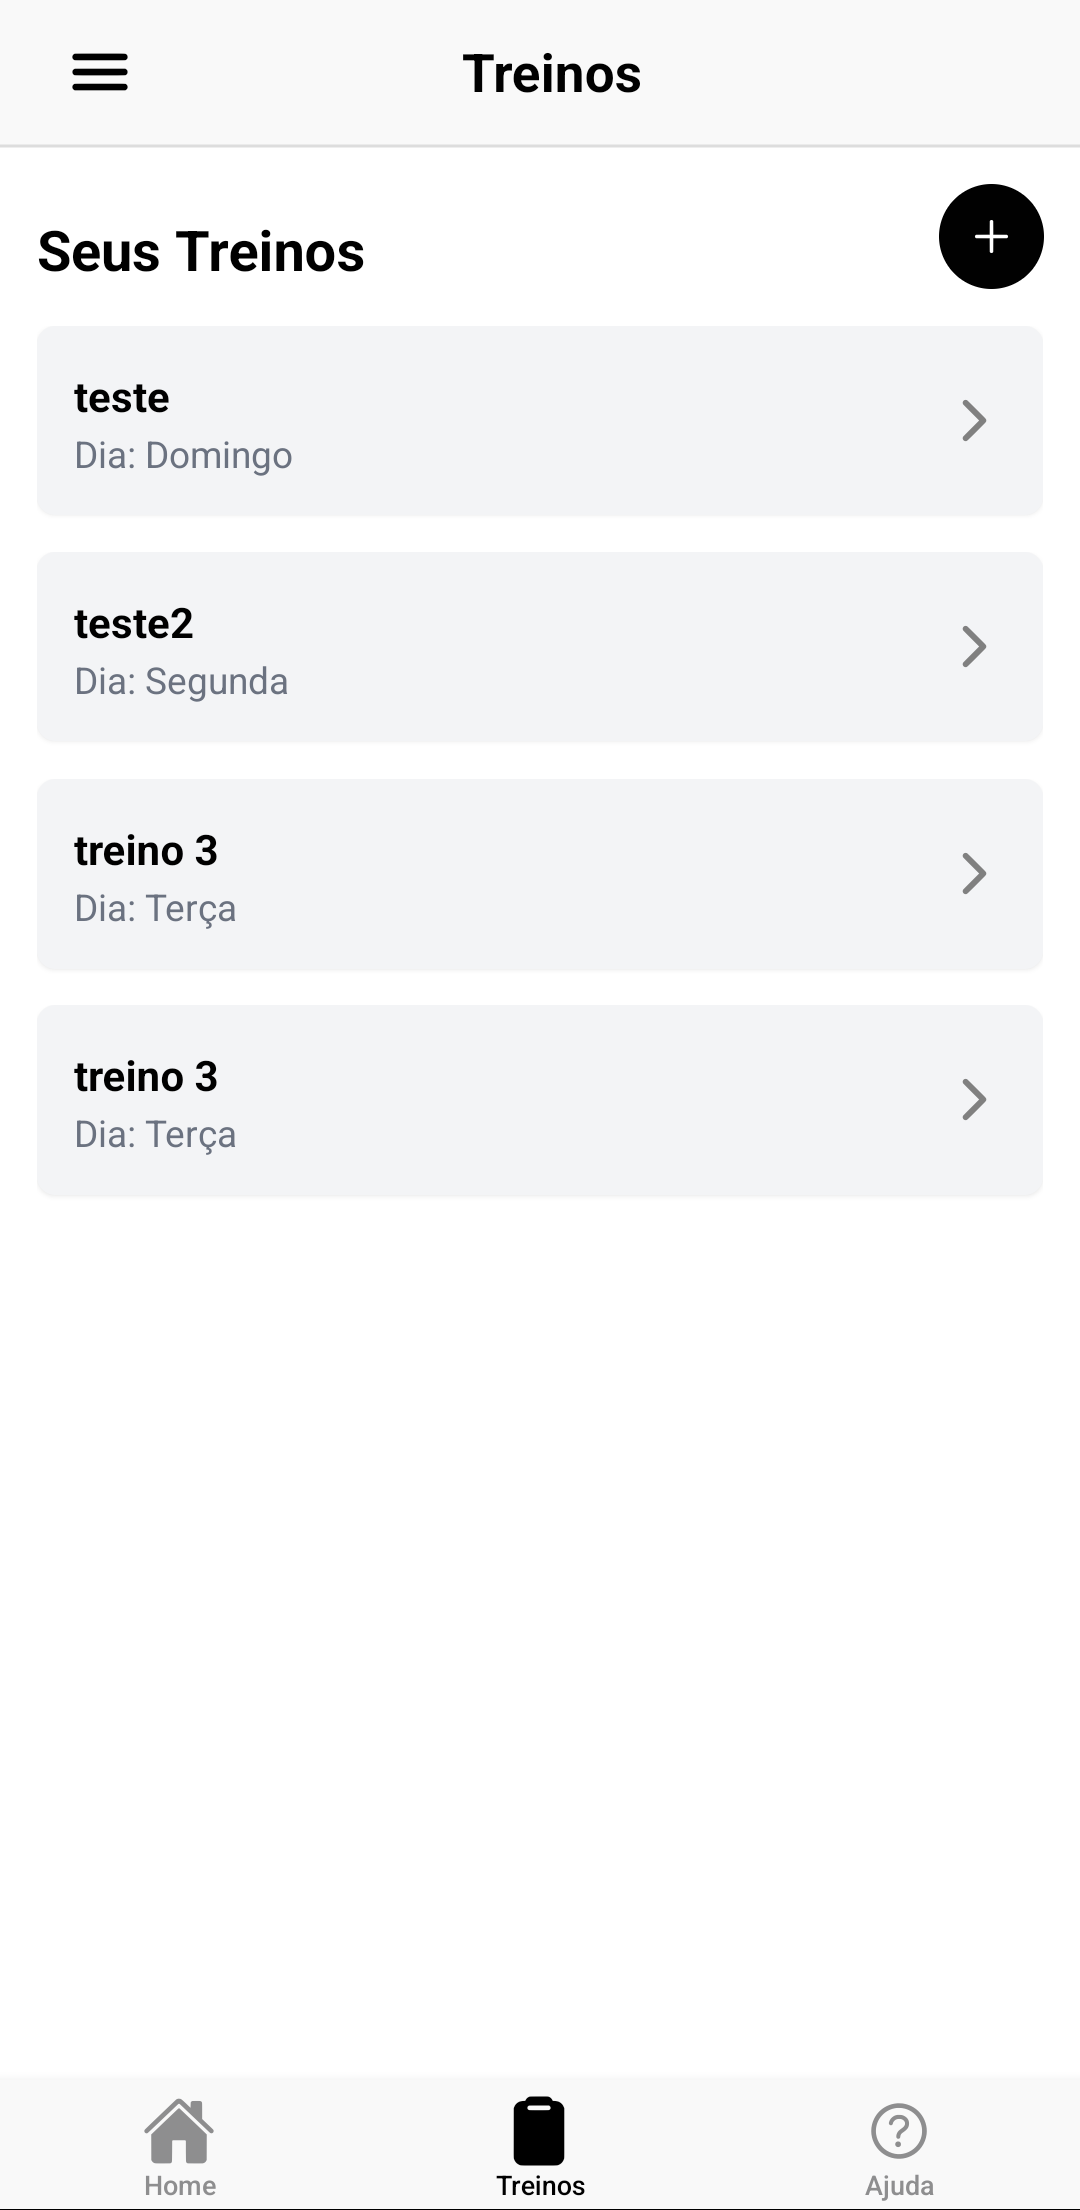 Treinos
Seus Treinos
teste
Dia: Domingo
teste2
Dia: Segunda
treino 3
Dia: Terça
treino 3
Dia: Terça
Home
Treinos
Ajuda